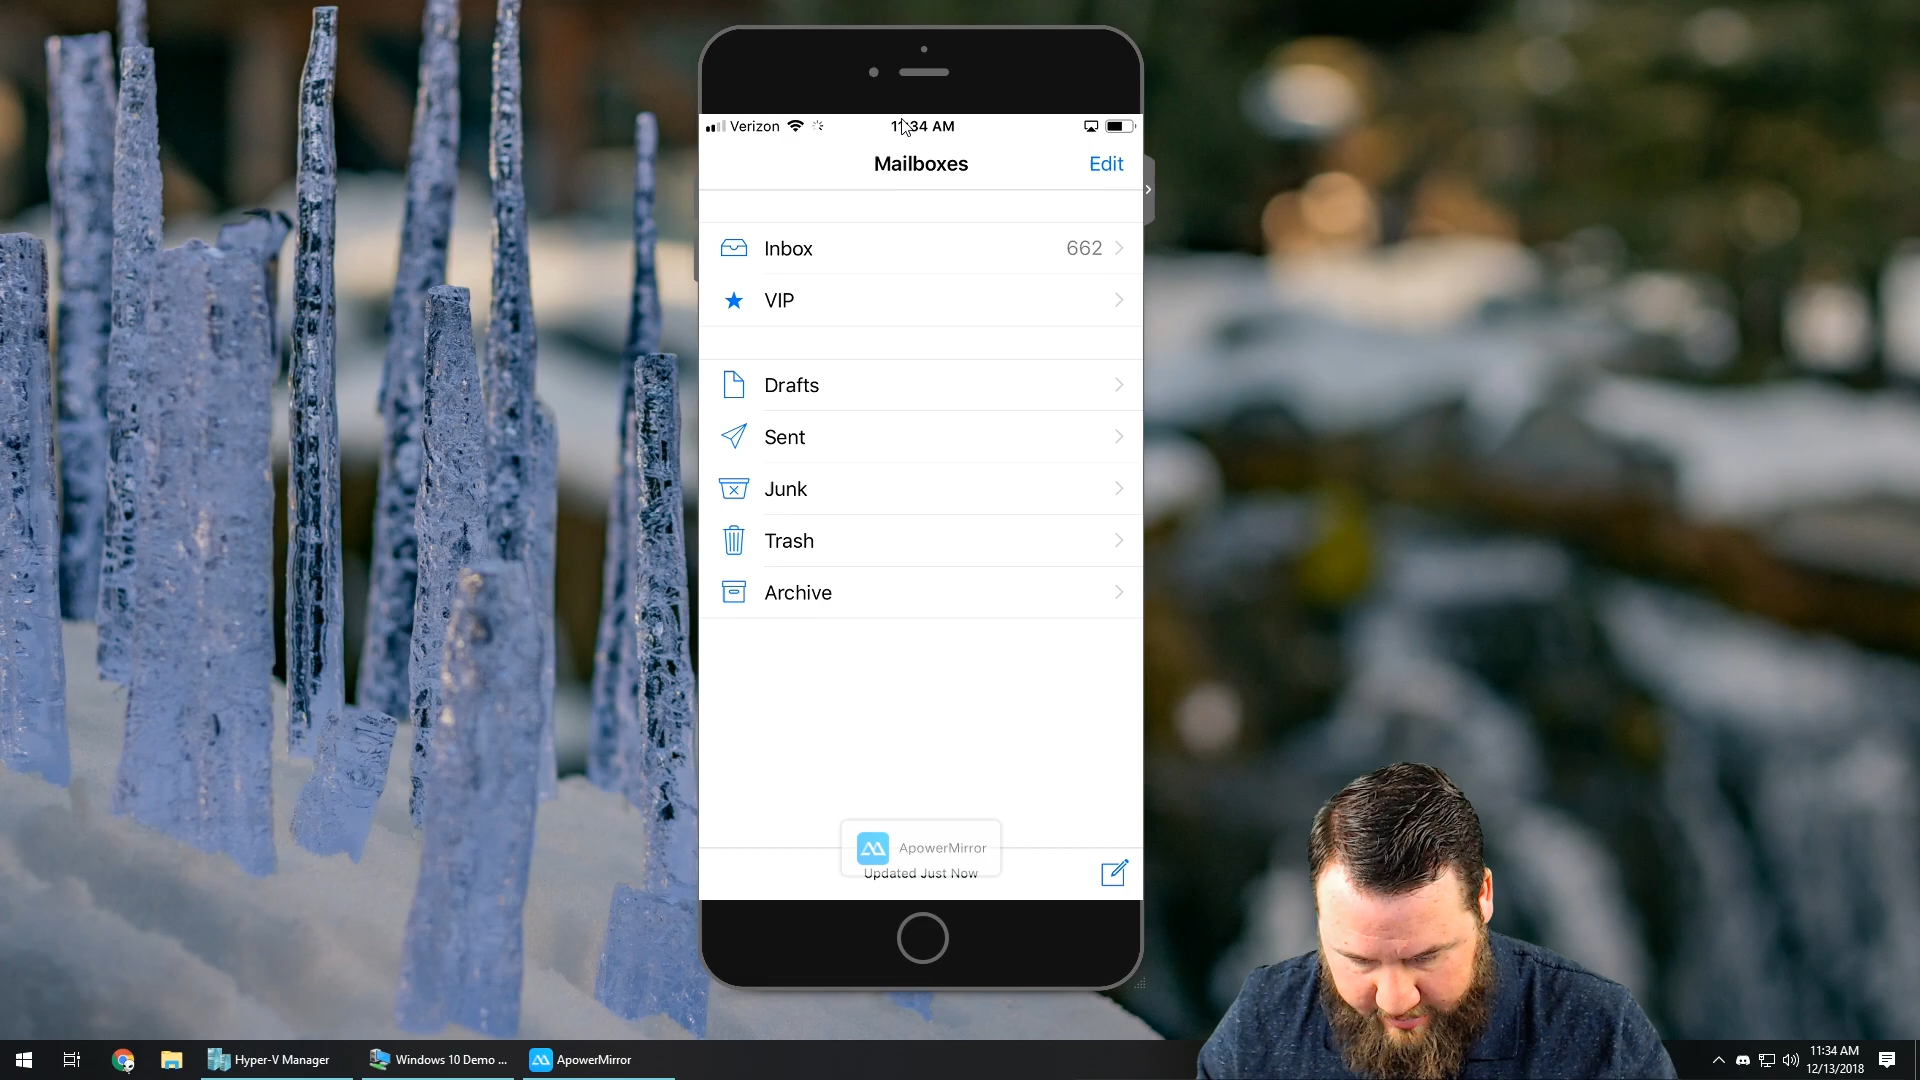 Verizon 11:34 AM
Mailboxes Edit
Inbox 662
VIP
Drafts
Sent
Junk
Trash
Archive
ApowerMirror
Updated Just Now
Hyper-V Manager
Windows 10 Demo ...
ApowerMirror
11:34 AM
12/13/2018